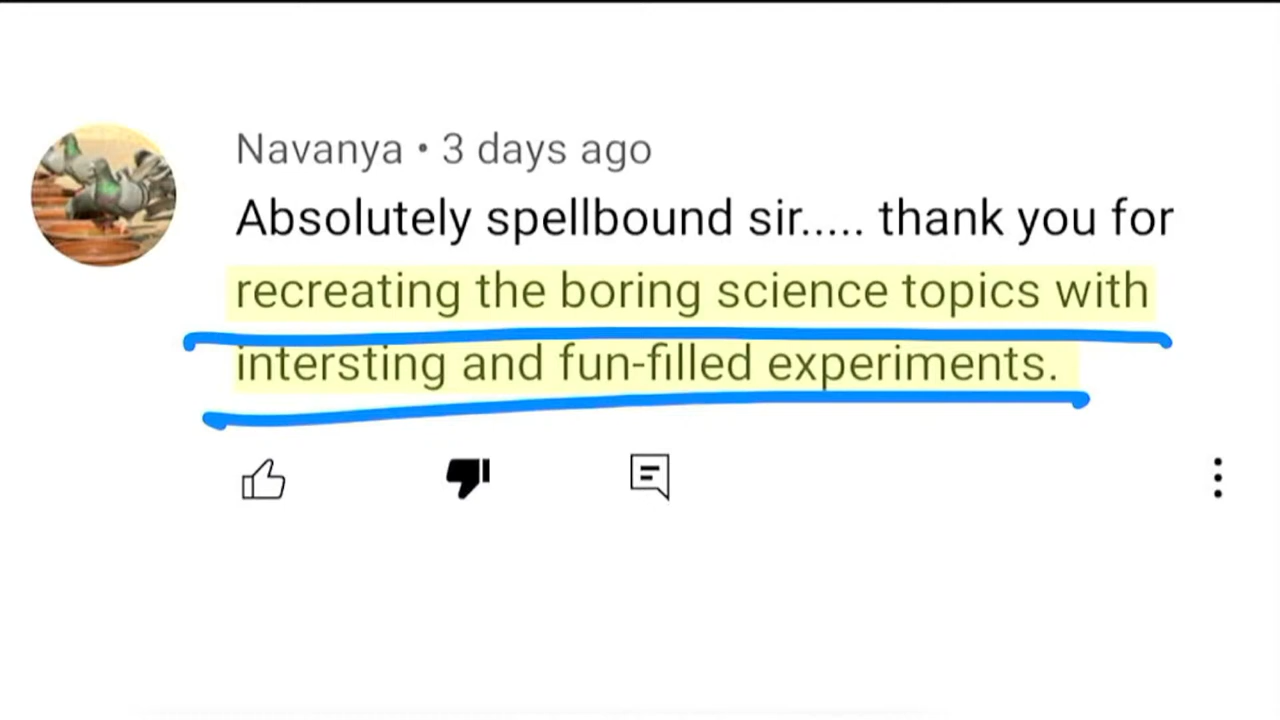 Navanya • 3 days ago
Absolutely spellbound sir..... thank you for
recreating the boring science topics with
intersting and fun-filled experiments.